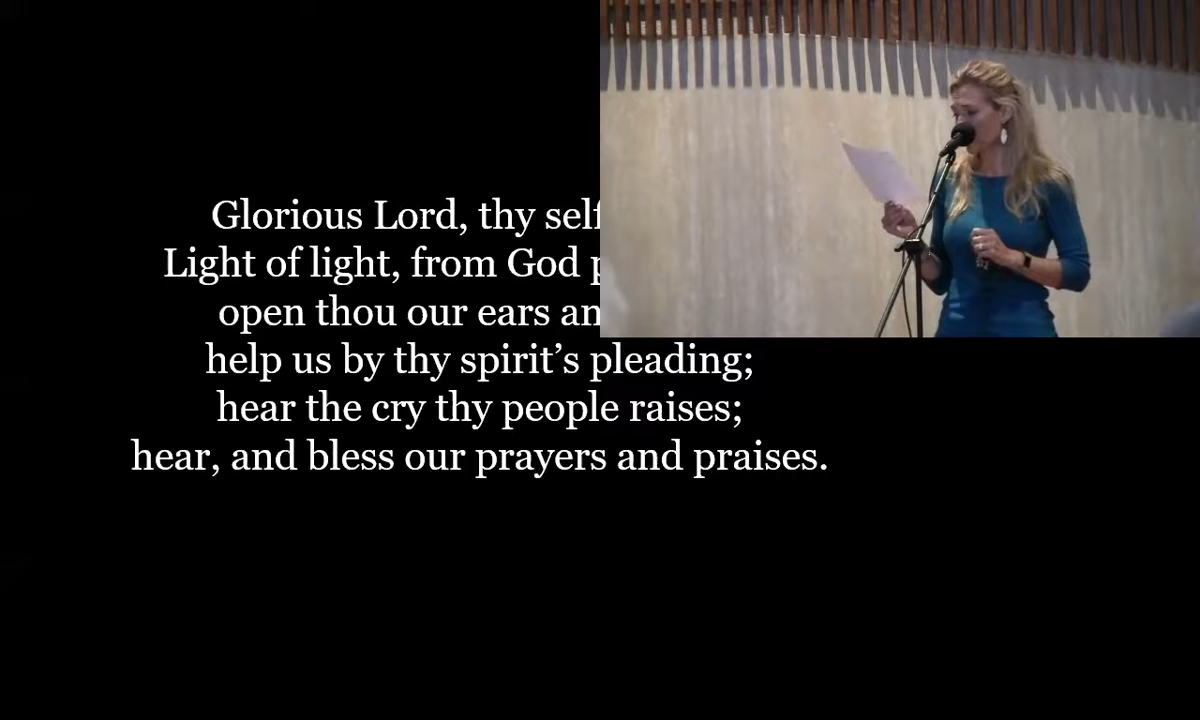 Glorious Lord, thy self
Light of light, from God
open thou our ears an
help us by thy spirit’s pleading;
hear the cry thy people raises;
hear, and bless our prayers and praises.